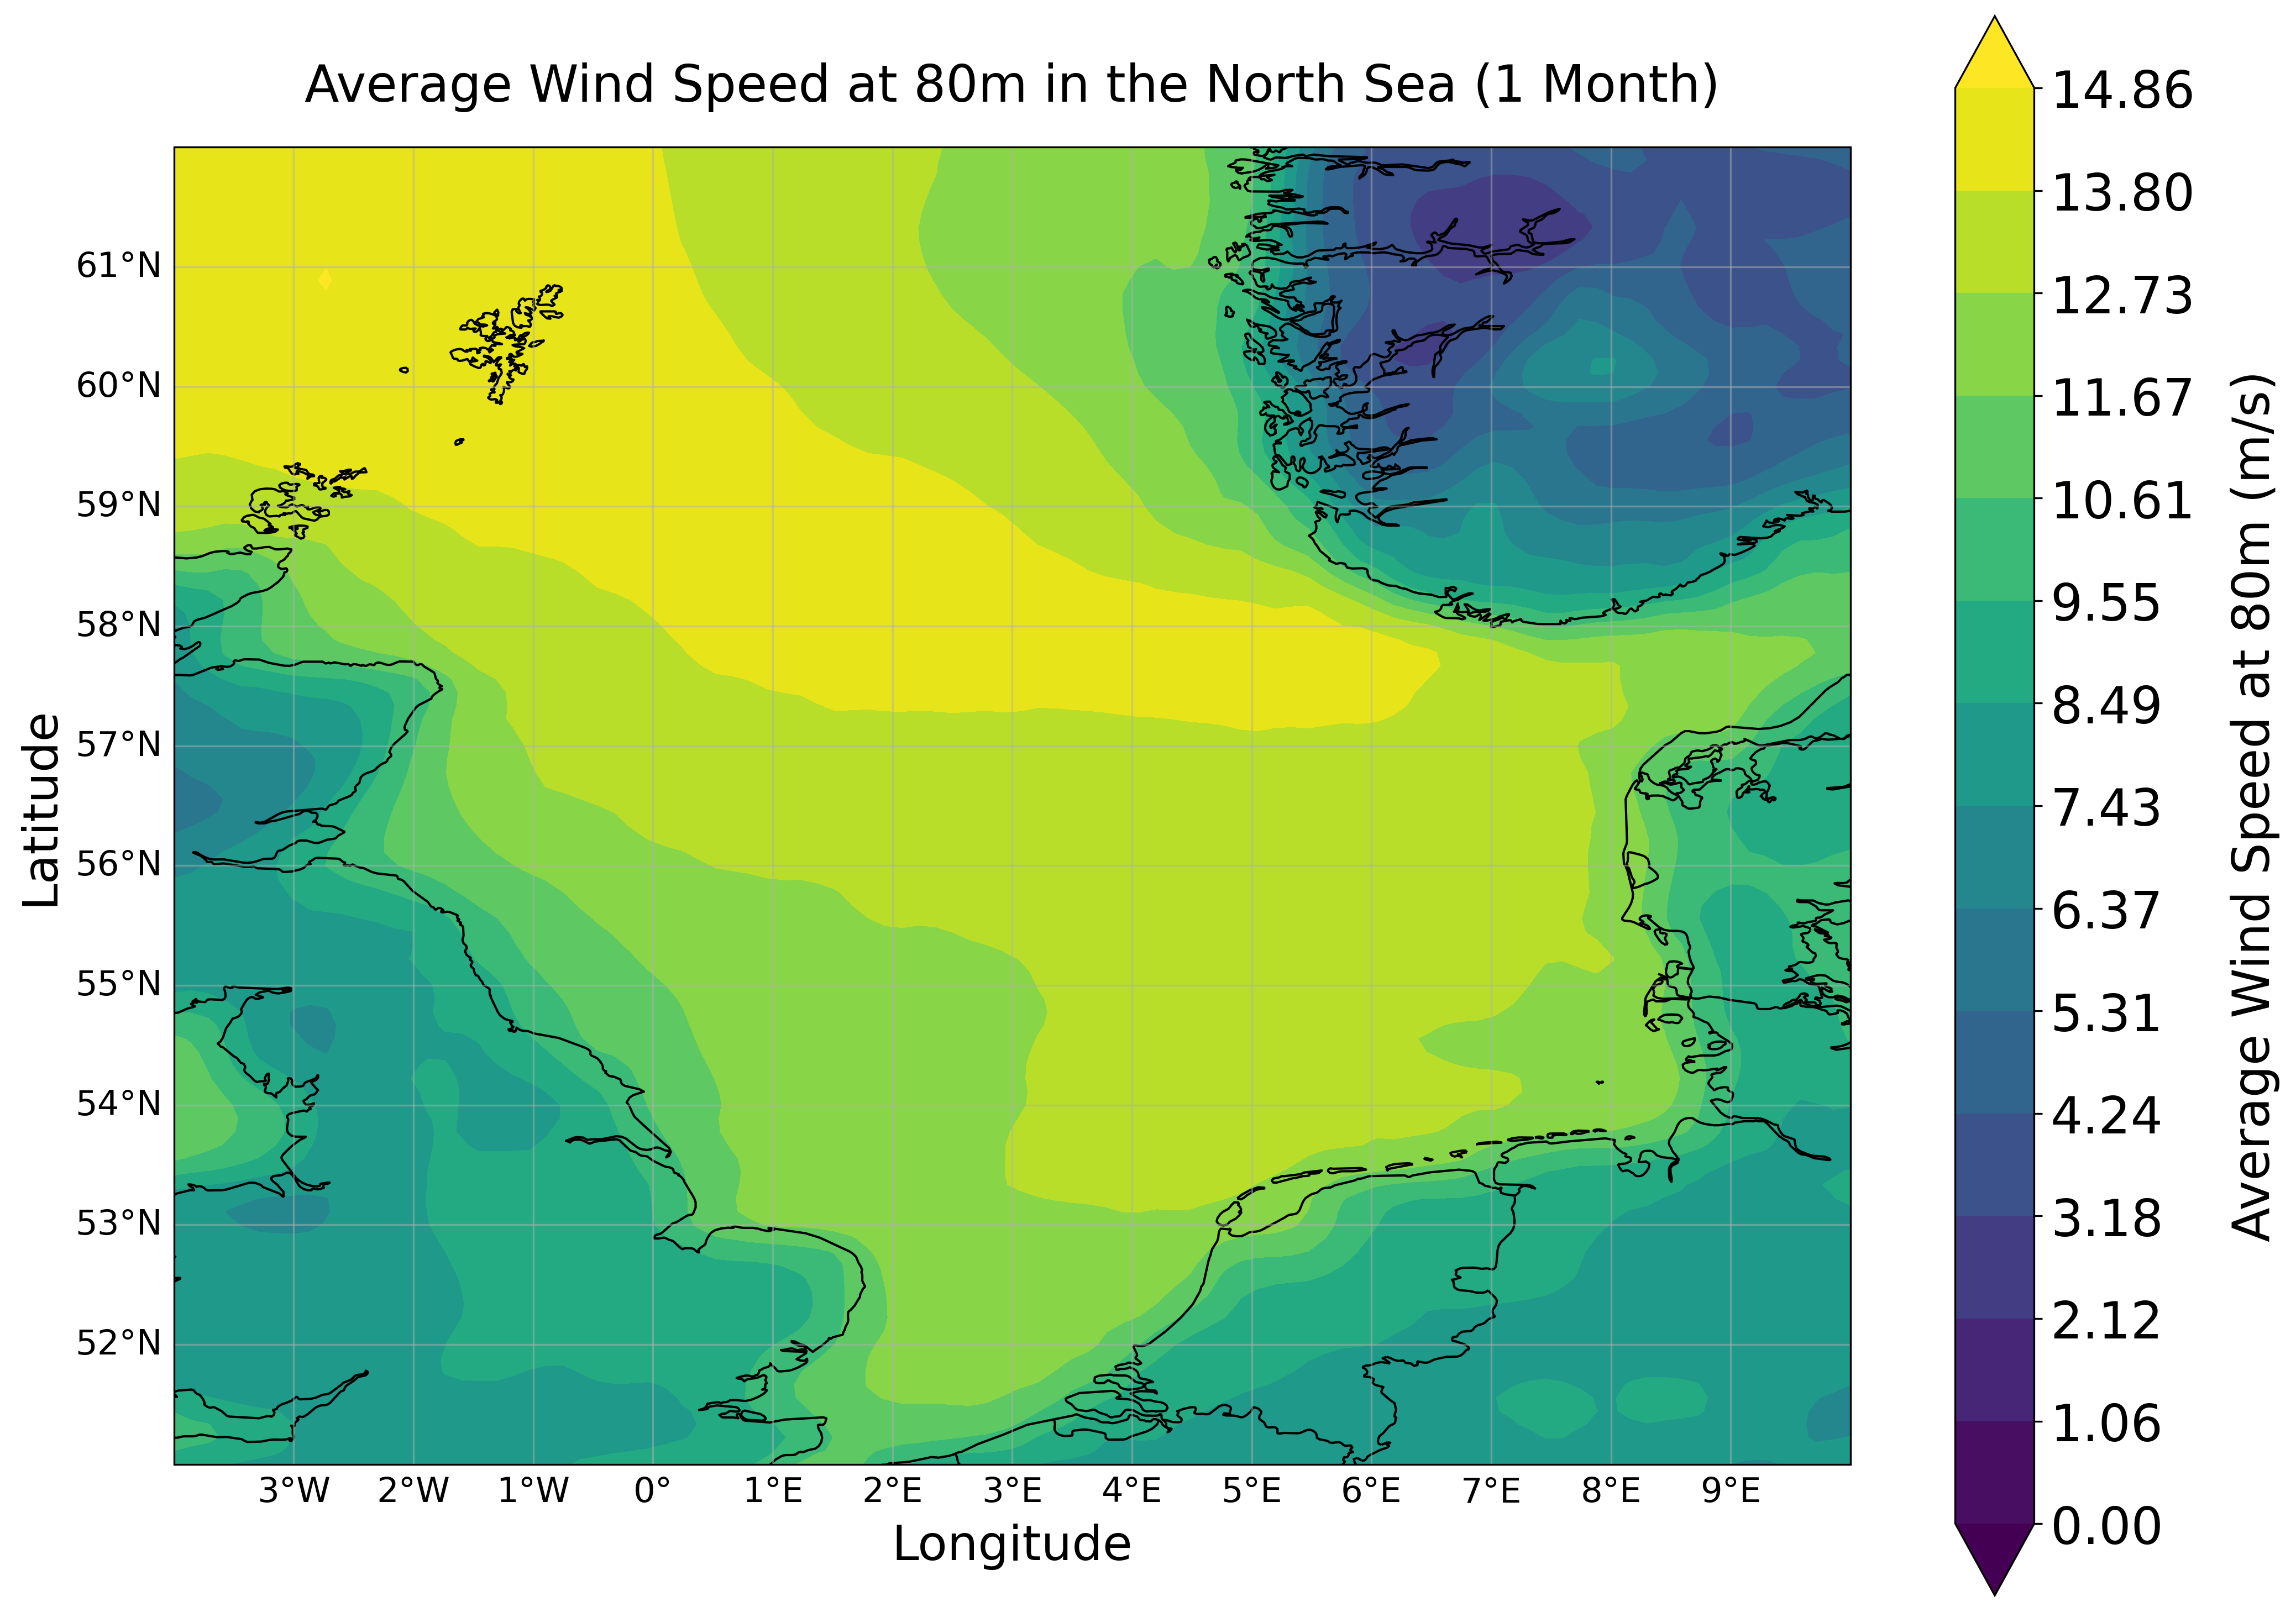 Average Wind Speed at 80m in the North Sea (1 Month)
61°N
60°N
59°N
58°N
57°N
56°N
55°N
54°N
53°N
52°N
Latitude
3°W 2°W 1°W 0° 1°E 2°E 3°E 4°E 5°E 6°E 7°E 8°E 9°E
Longitude
14.86
13.80
12.73
11.67
10.61
9.55
8.49
7.43
6.37
5.31
4.24
3.18
2.12
1.06
0.00
Average Wind Speed at 80m (m/s)